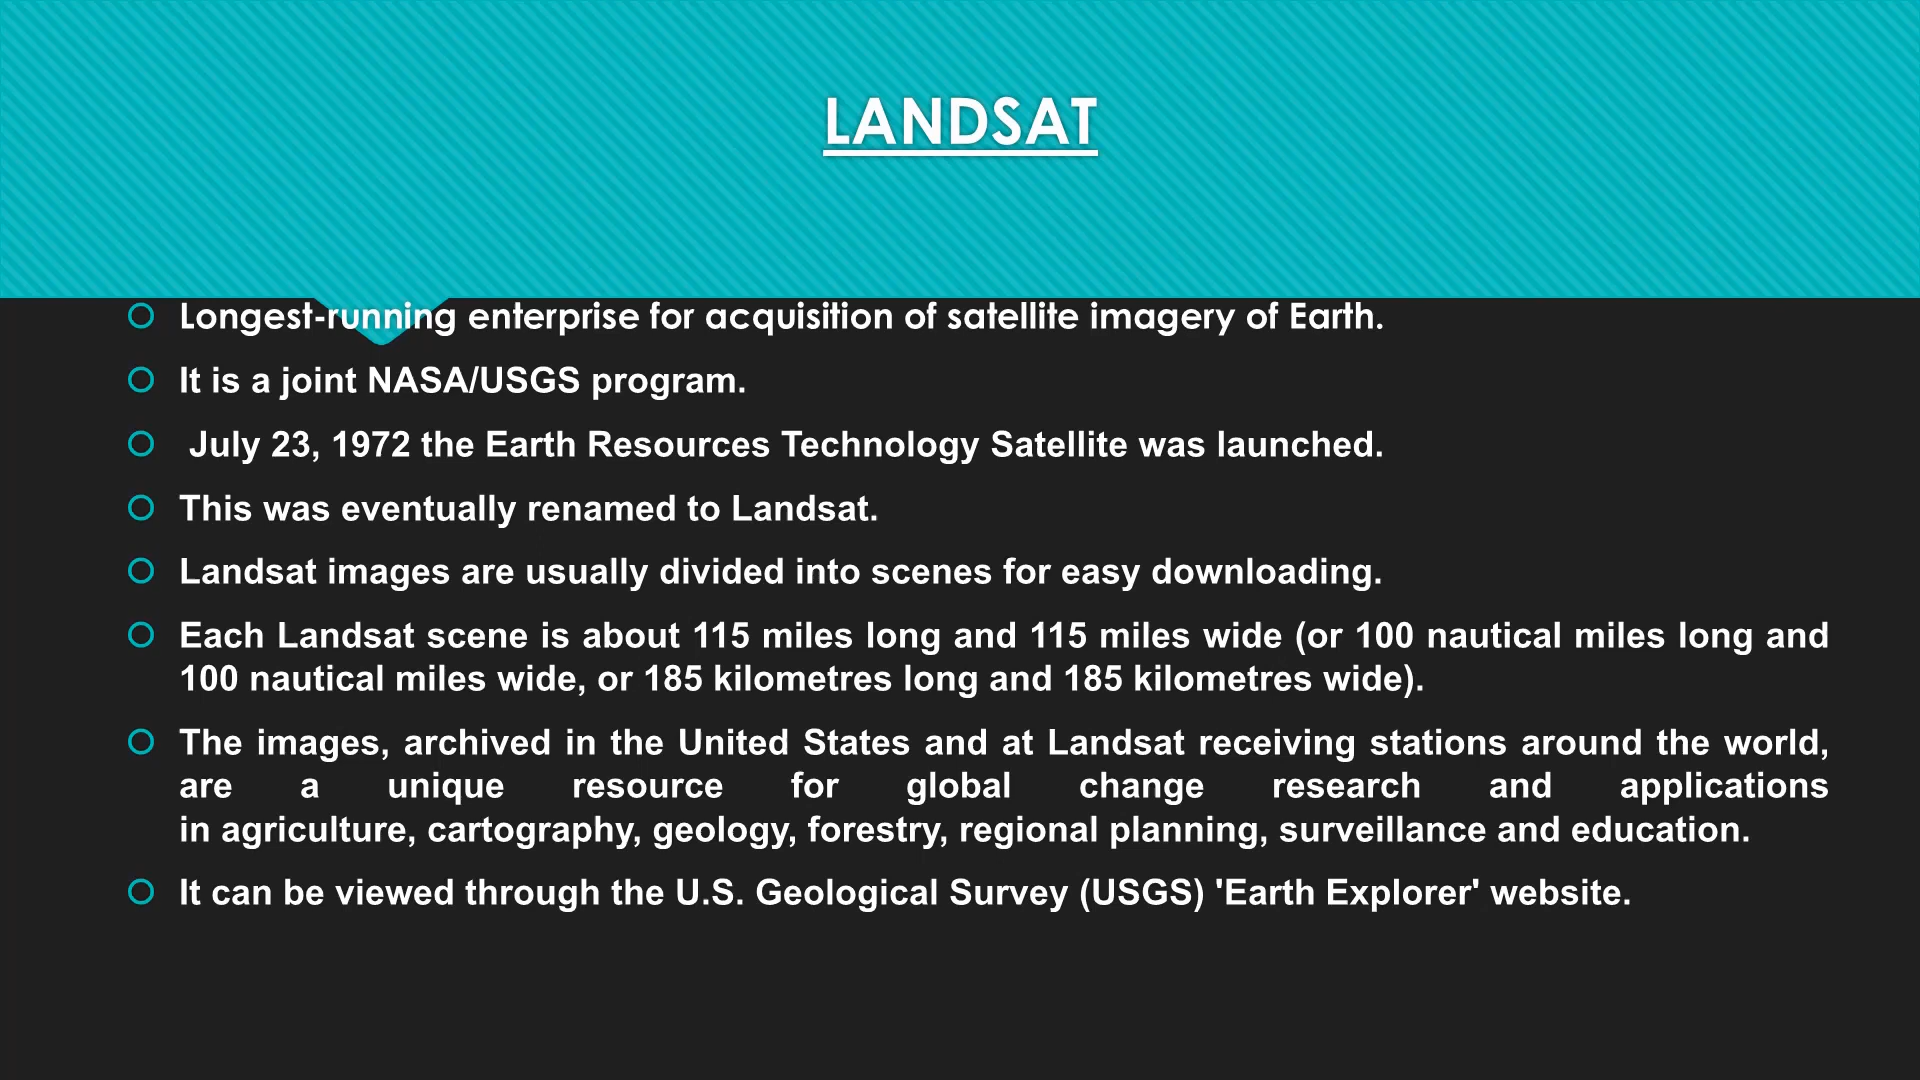 LANDSAT
Longest-running enterprise for acquisition of satellite imagery of Earth.
It is a joint NASA/USGS program.
July 23, 1972 the Earth Resources Technology Satellite was launched.
This was eventually renamed to Landsat.
Landsat images are usually divided into scenes for easy downloading.
Each Landsat scene is about 115 miles long and 115 miles wide (or 100 nautical miles long and
100 nautical miles wide, or 185 kilometres long and 185 kilometres wide).
The images, archived in the United States and at Landsat receiving stations around the world,
are a unique resource for global change research and applications
in agriculture, cartography, geology, forestry, regional planning, surveillance and education.
It can be viewed through the U.S. Geological Survey (USGS) 'Earth Explorer' website.